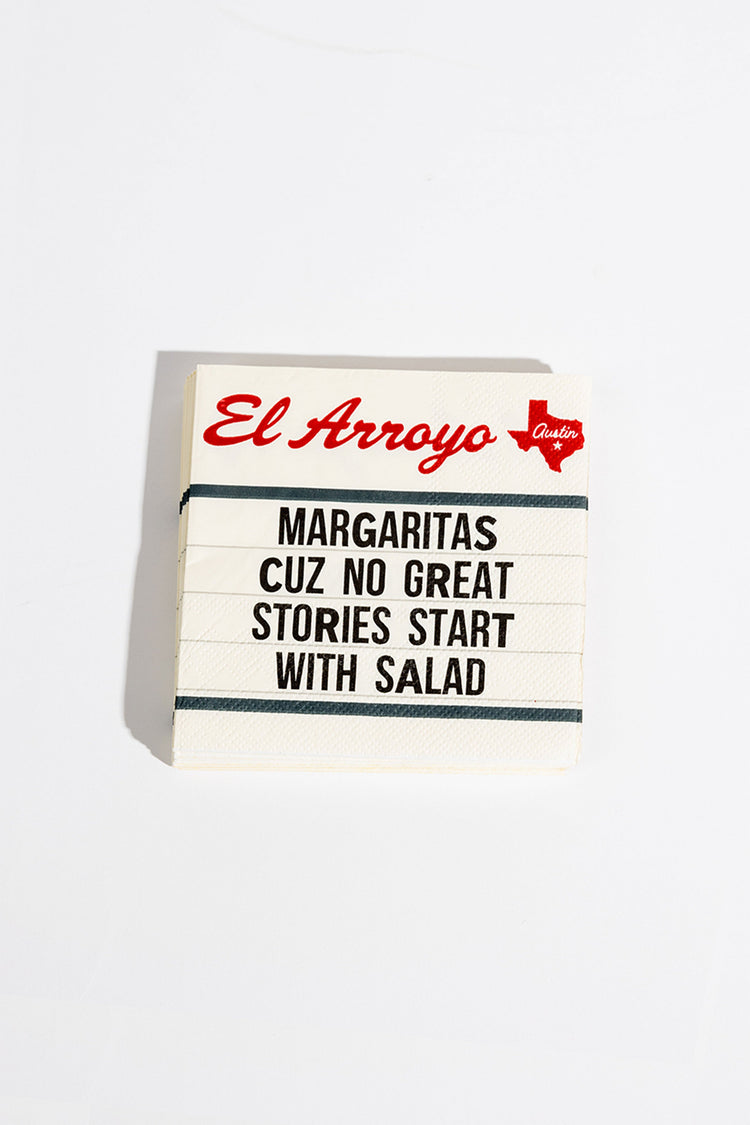 El Arroyo
Austin
MARGARITAS
CUZ NO GREAT
STORIES START
WITH SALAD